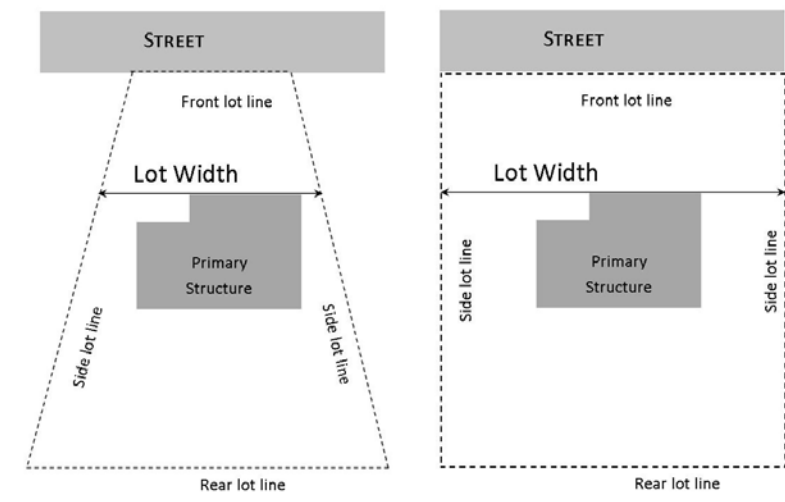 STREET
Front lot line
Lot Width
Primary
Structure
Side lot line
Side lot line
Rear lot line
STREET
Front lot line
Lot Width
Primary
Structure
Side lot line
Side lot line
Rear lot line